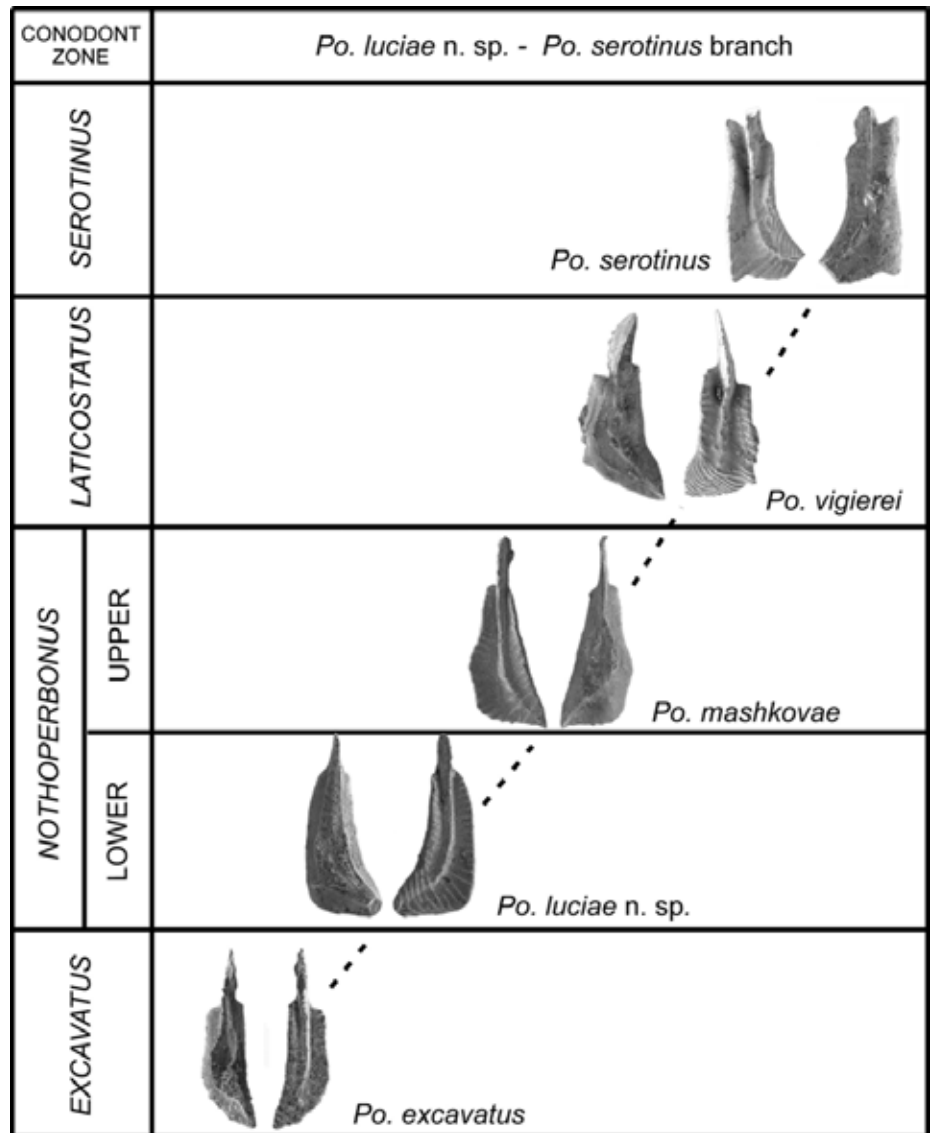 CONODONT
ZONE
Po. luciae n. sp. - Po. serotinus branch
SEROTINUS
Po. serotinus
LATICOSTATUS
Po. vigierei
NOTHOPERBONUS
UPPER
Po. mashkovae
LOWER
Po. luciae n. sp.
EXCAVATUS
Po. excavatus